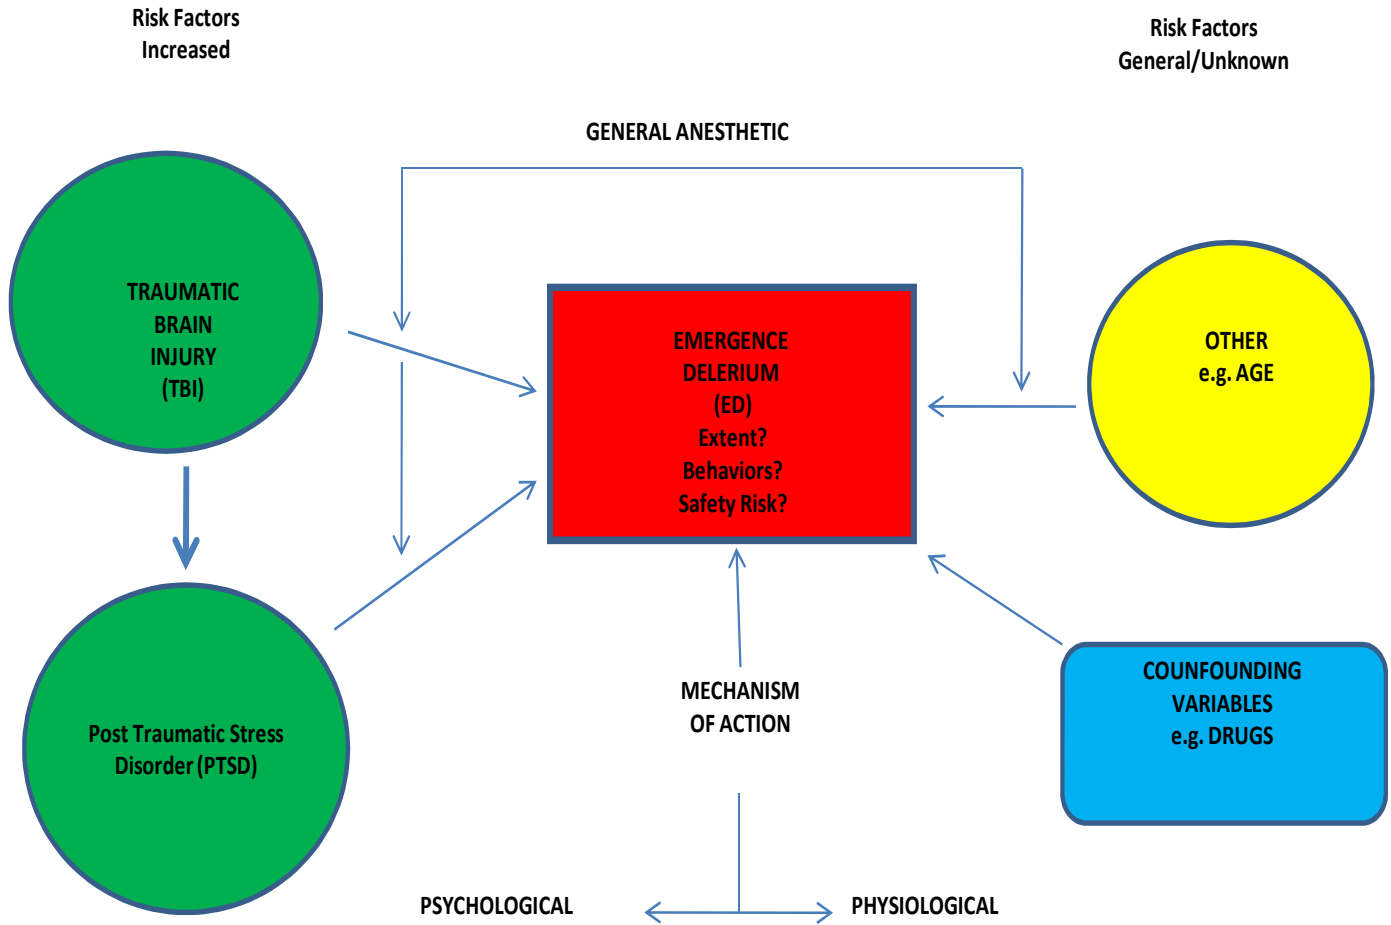 Risk Factors
Increased
Risk Factors
General/Unknown
GENERAL ANESTHETIC
TRAUMATIC
BRAIN
INJURY
(TBI)
EMERGENCE
DELERIUM
(ED)
Extent?
Behaviors?
Safety Risk?
OTHER
e.g. AGE
Post Traumatic Stress
Disorder (PTSD)
MECHANISM
OF ACTION
COUNFOUNDING
VARIABLES
e.g. DRUGS
PSYCHOLOGICAL
PHYSIOLOGICAL